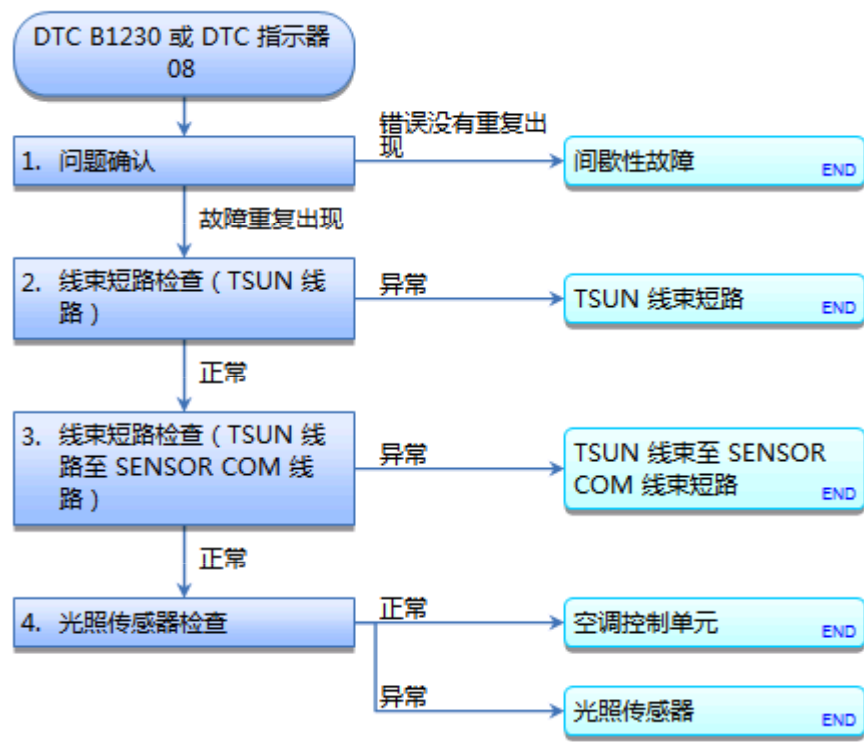 DTC B1230 或 DTC 指示器
08
错误没有重复出
现
1. 问题确认
间歇性故障
END
故障重复出现
2. 线束短路检查（TSUN 线
路）
异常
TSUN 线束短路
END
正常
3. 线束短路检查（TSUN 线
路至 SENSOR COM 线
路）
异常
TSUN 线束至 SENSOR
COM 线束短路
END
正常
4. 光照传感器检查
正常
空调控制单元
END
异常
光照传感器
END